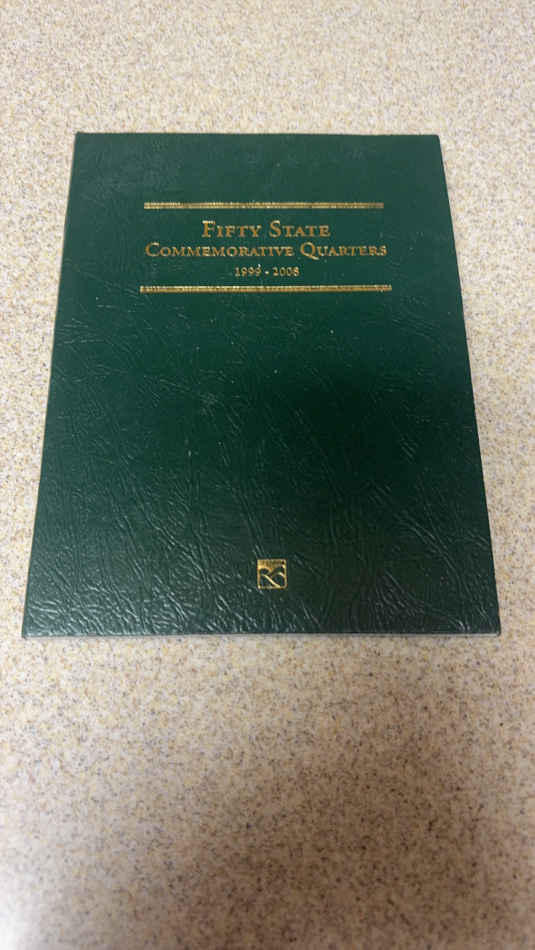 FIFTY STATE
COMMEMORATIVE QUARTERS
1999 - 2008